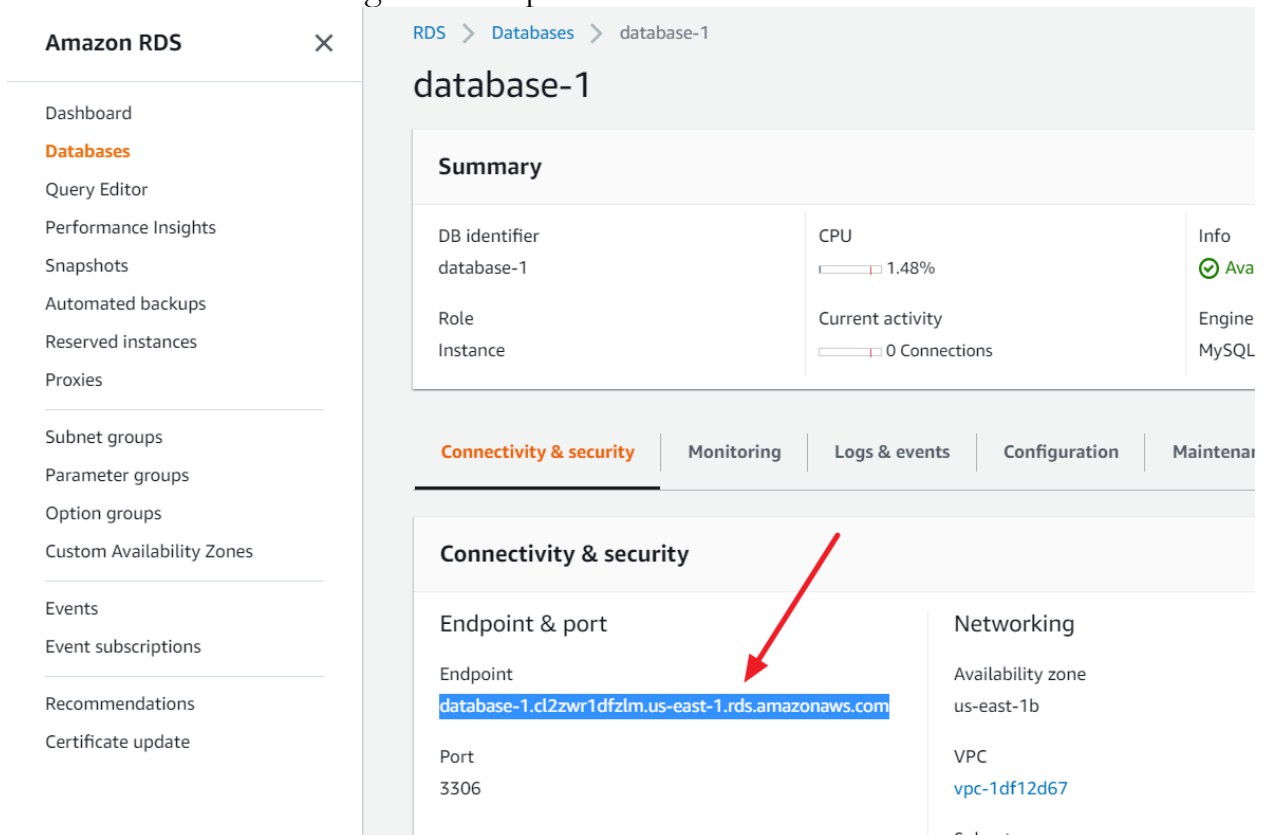 Amazon RDS
Dashboard
Databases
Query Editor
Performance Insights
Snapshots
Automated backups
Reserved instances
Proxies
Subnet groups
Parameter groups
Option groups
Custom Availability Zones
Events
Event subscriptions
Recommendations
Certificate update
RDS > Databases > database-1
database-1
Summary
DB identifier
database-1
Role
Instance
CPU
1.48%
Current activity
0 Connections
Info
Ava
Engine
MySQL
Connectivity & security Monitoring Logs & events Configuration Maintenan
Connectivity & security
Endpoint & port
Endpoint
database-1.cl2zwr1dfzlm.us-east-1.rds.amazonaws.com
Port
3306
Networking
Availability zone
us-east-1b
VPC
vpc-1df12d67